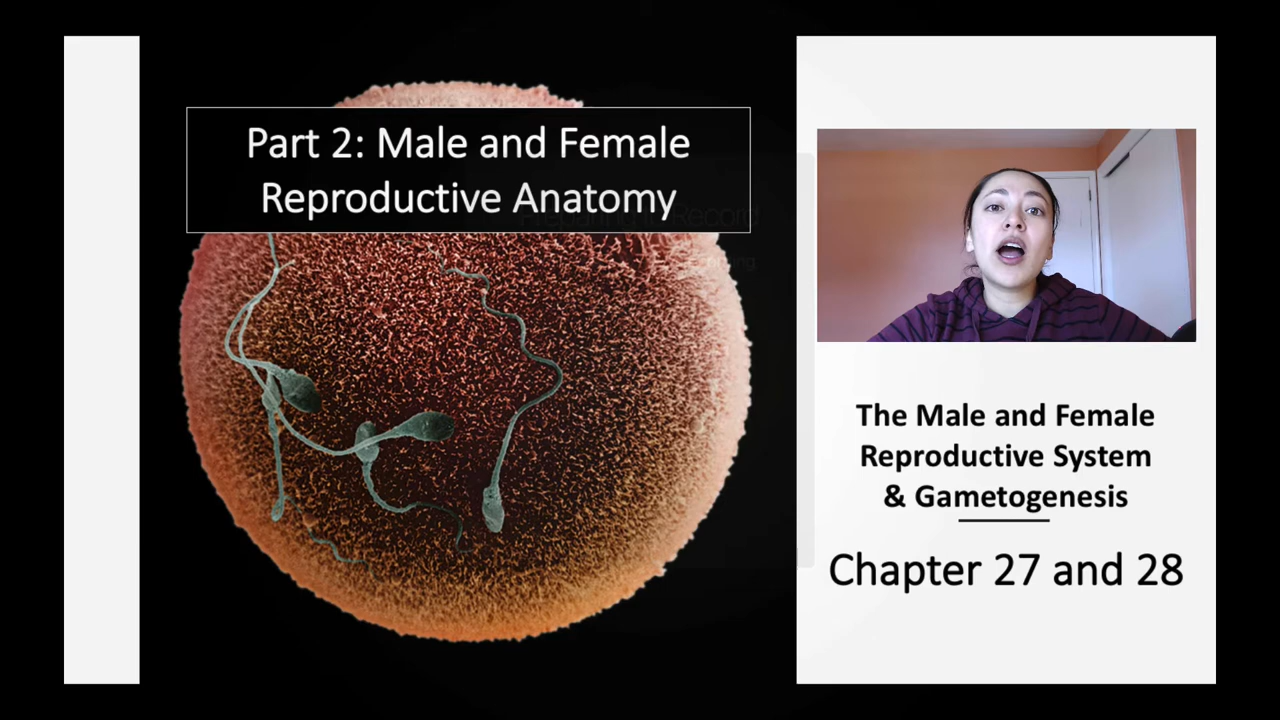 Part 2: Male and Female
Reproductive Anatomy
The Male and Female
Reproductive System
& Gametogenesis
Chapter 27 and 28